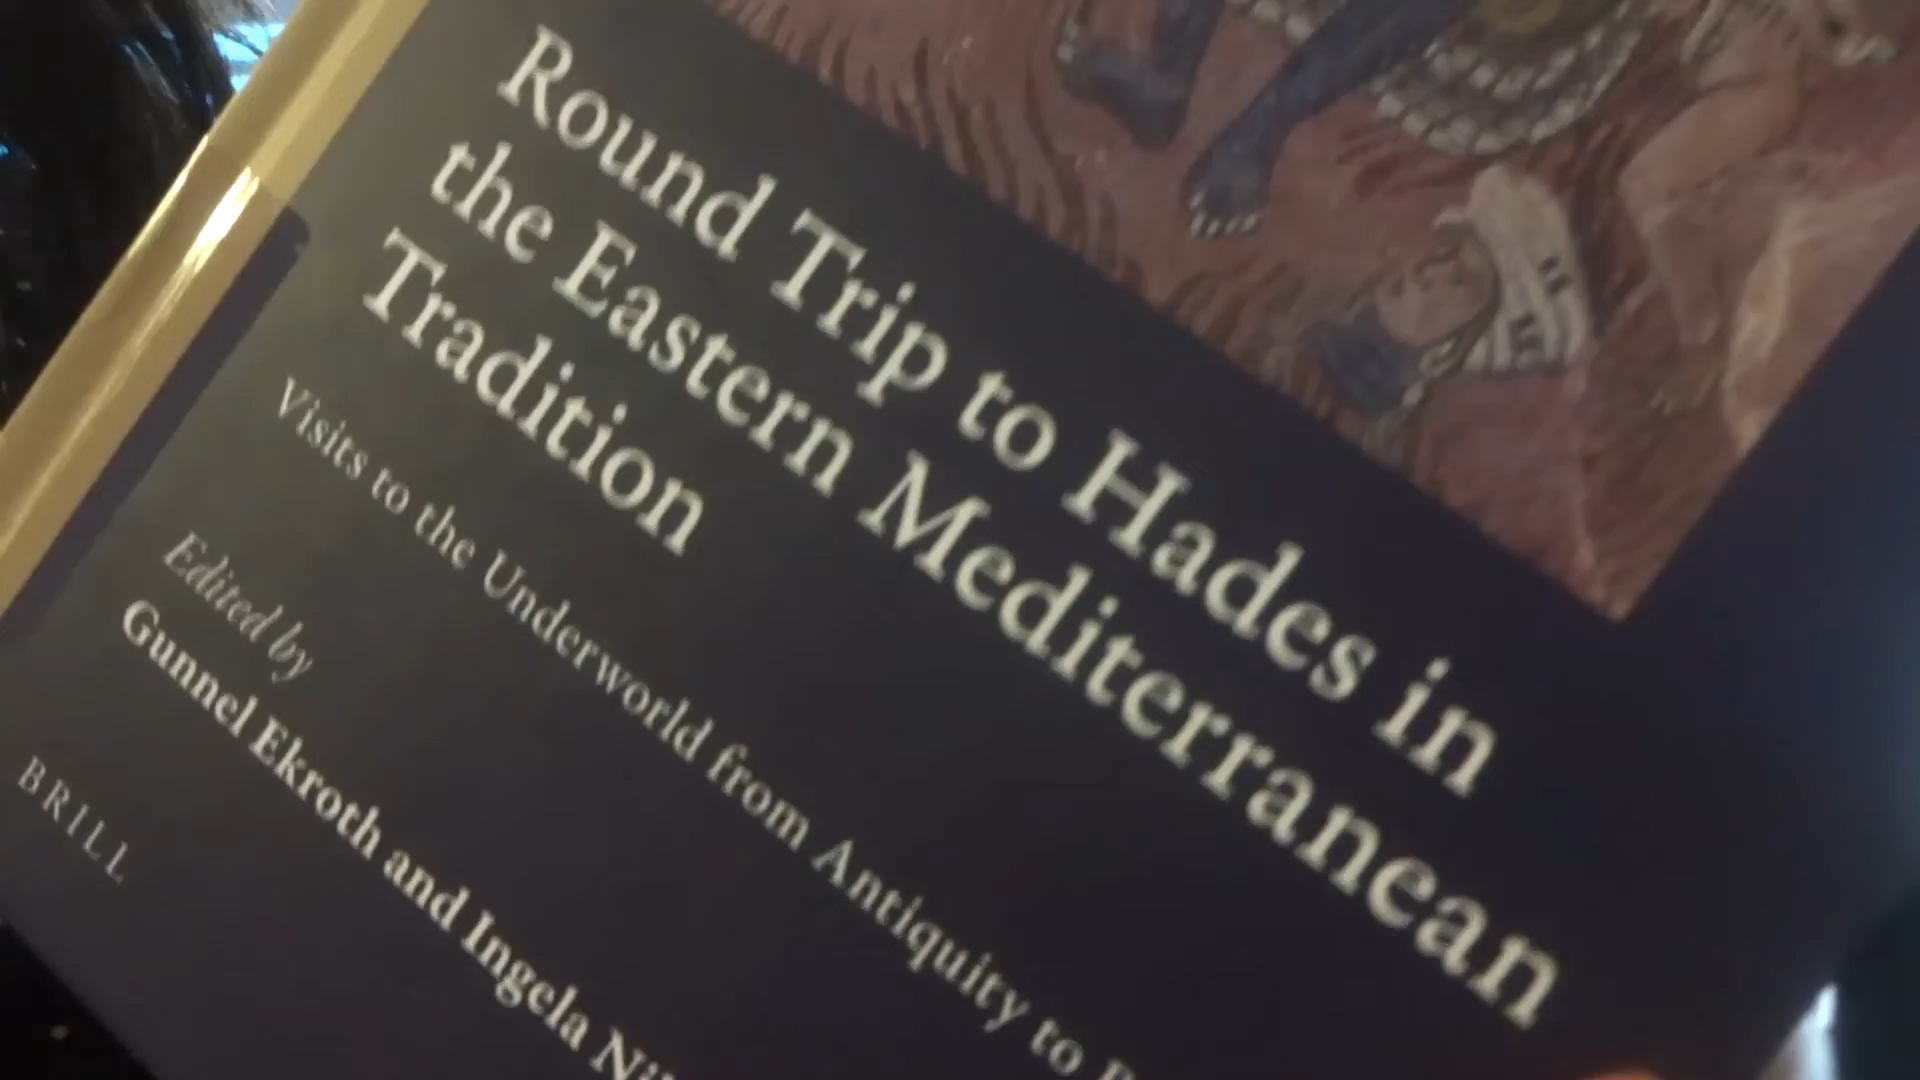 Round Trip to Hades in
the Eastern Mediterranean
Tradition
Visits to the Underworld from Antiquity to
Edited by
Gunnel Ekroth and Ingela
BRILL